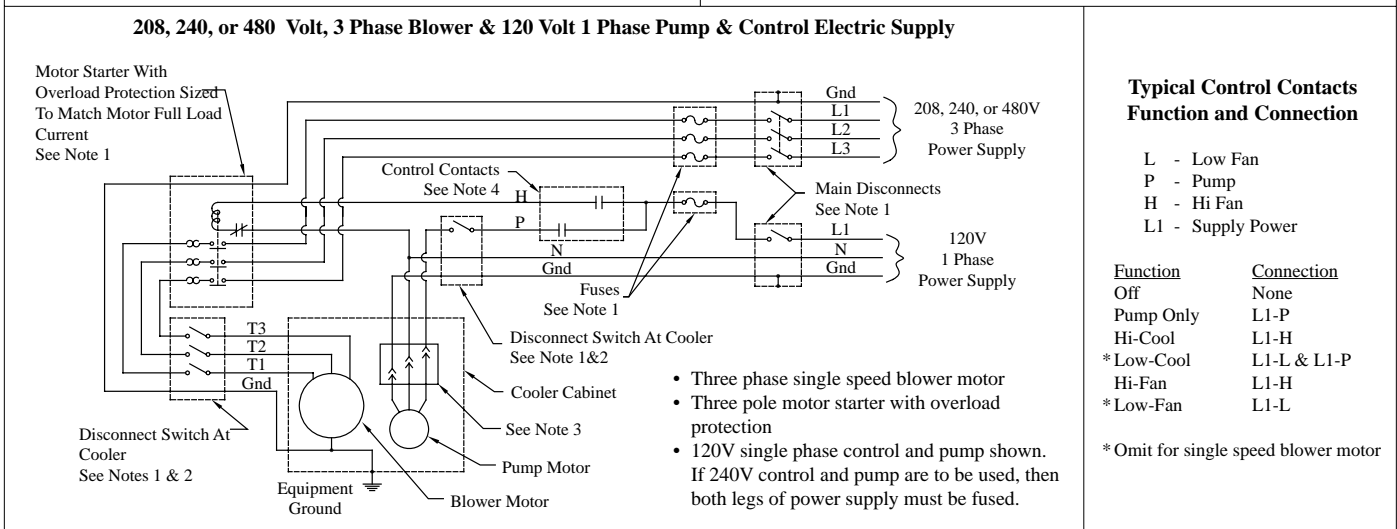 208, 240, or 480 Volt, 3 Phase Blower & 120 Volt 1 Phase Pump & Control Electric Supply
Motor Starter With
Overload Protection Sized
To Match Motor Full Load
Current
See Note 1
Gnd
L1
L2
L3
208, 240, or 480V
3 Phase
Power Supply
Control Contacts
See Note 4
H
P
N
Gnd
Main Disconnects
See Note 1
L1
N
Gnd
120V
1 Phase
Power Supply
Fuses
See Note 1
Disconnect Switch At Cooler
See Note 1&2
T3
T2
T1
Gnd
Cooler Cabinet
See Note 3
Pump Motor
Blower Motor
Equipment
Ground
Disconnect Switch At
Cooler
See Notes 1 & 2
• Three phase single speed blower motor
• Three pole motor starter with overload
protection
• 120V single phase control and pump shown.
If 240V control and pump are to be used, then
both legs of power supply must be fused.
Typical Control Contacts
Function and Connection
L - Low Fan
P - Pump
H - Hi Fan
L1 - Supply Power
Function Connection
Off None
Pump Only L1-P
Hi-Cool L1-H
* Low-Cool L1-L & L1-P
Hi-Fan L1-H
* Low-Fan L1-L
* Omit for single speed blower motor